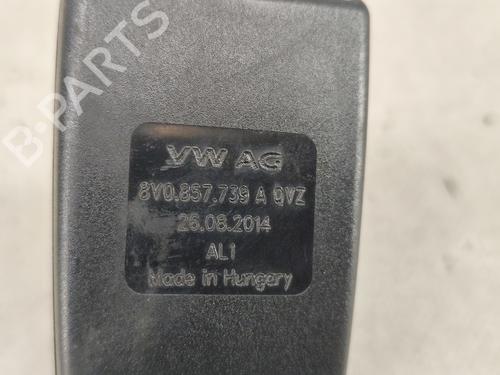 B-PARTS
VW AG
8V0.857.739 A QVZ
26.08.2014
AL1
Made in Hungary